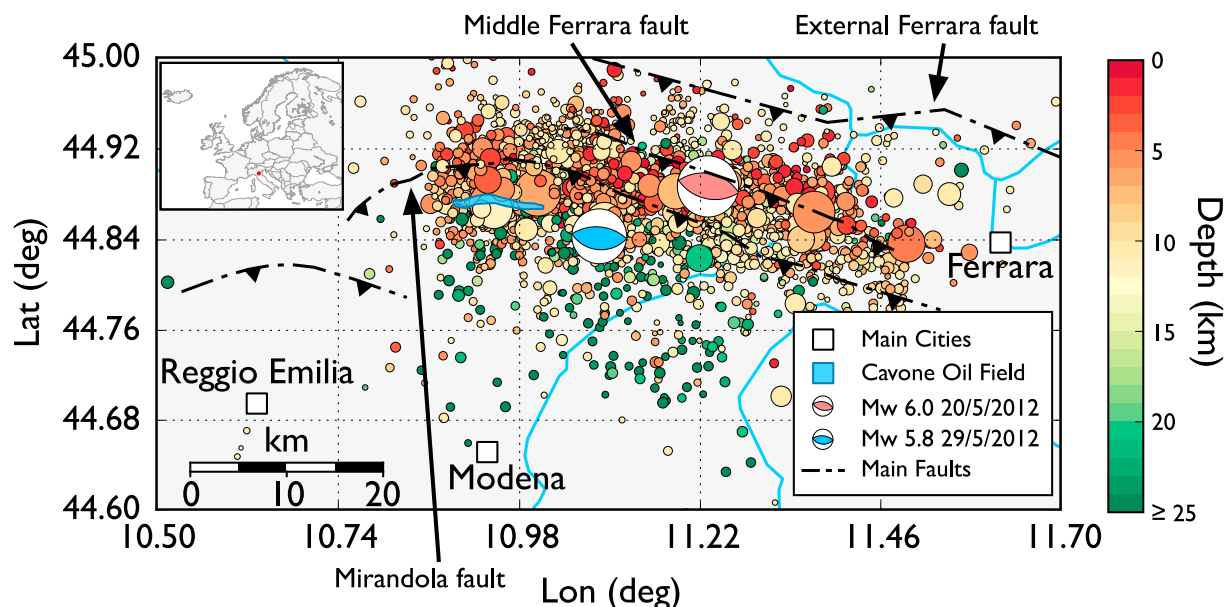 Middle Ferrara fault
External Ferrara fault
45.00
44.92
44.84
44.76
44.68
44.60
Lat (deg)
Ferrara
Reggio Emilia
Modena
km
0 10 20
Main Cities
Cavone Oil Field
Mw 6.0 20/5/2012
Mw 5.8 29/5/2012
Main Faults
10.50 10.74 10.98 11.22 11.46 11.70
Mirandola fault
Lon (deg)
0
5
10
15
20
≥ 25
Depth (km)